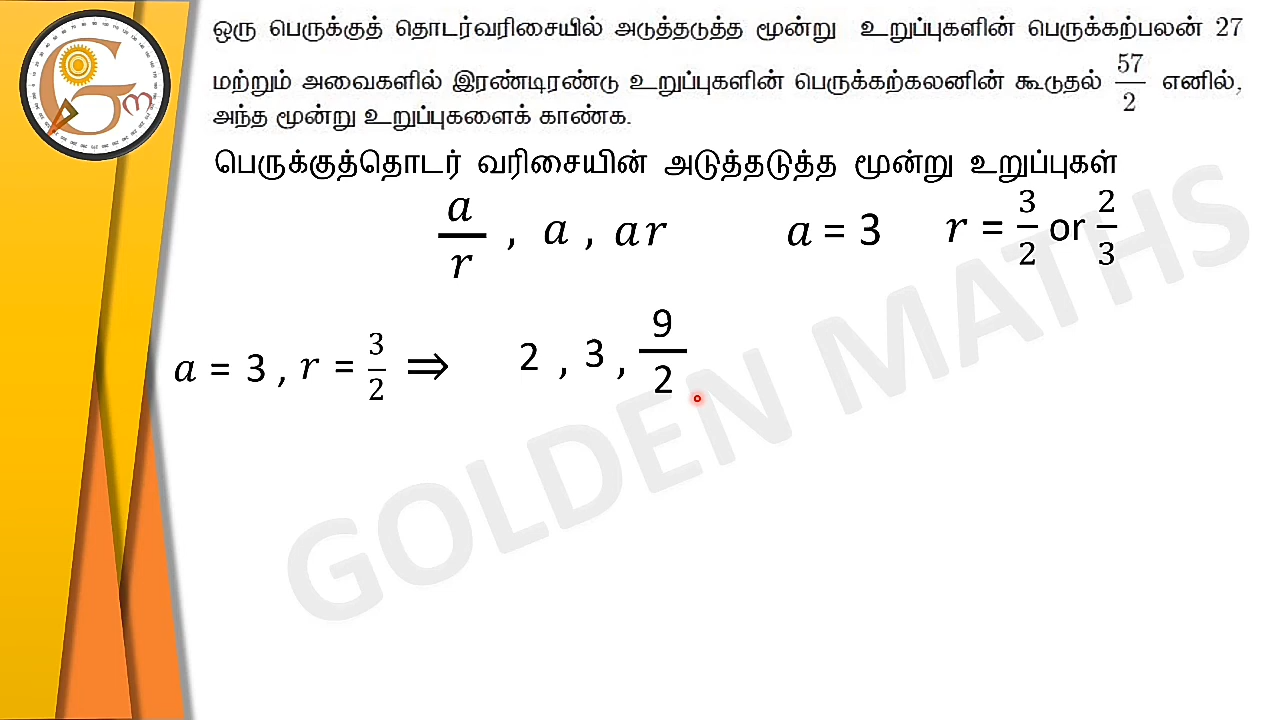 ஒரு பெருக்குத் தொடர்வரிசையில் அடுத்தடுத்த மூன்று உறுப்புகளின் பெருக்கற்பலன் 27
மற்றும் அவைகளில் இரண்டிரண்டு உறுப்புகளின் பெருக்கற்கலனின் கூடுதல் 57/2 எனில்,
அந்த மூன்று உறுப்புகளைக் காண்க.
பெருக்குத்தொடர் வரிசையின் அடுத்தடுத்த மூன்று உறுப்புகள்
a/r , a , ar a = 3 r = 3/2 or 2/3
a = 3 , r = 3/2 ⇒ 2 , 3 , 9/2
GOLDEN MATHS